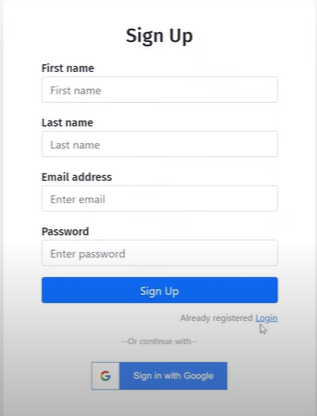 Sign Up
First name
First name
Last name
Last name
Email address
Enter email
Password
Enter password
Sign Up
Already registered Login
--Or continue with--
G Sign in with Google